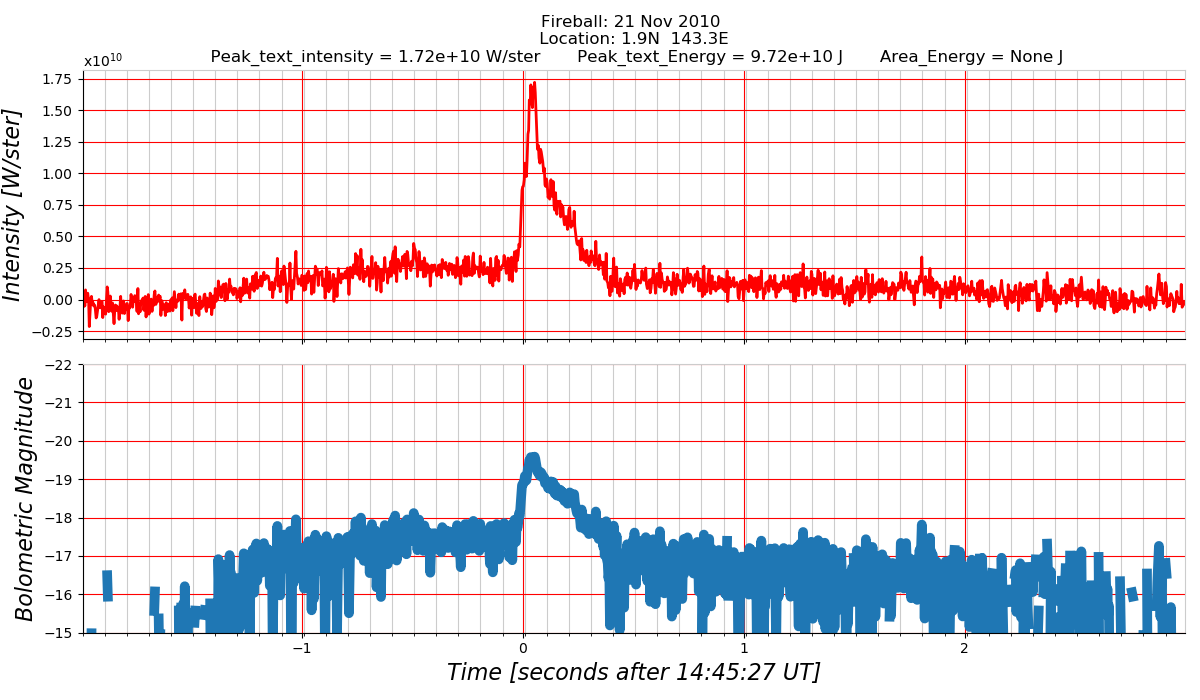 Fireball: 21 Nov 2010
Location: 1.9N  143.3E
Peak_text_intensity = 1.72e+10 W/ster       Peak_text_Energy = 9.72e+10 J       Area_Energy = None J
x10¹⁰
1.75
1.50
1.25
1.00
0.75
0.50
0.25
0.00
−0.25
Intensity [W/ster]
−22
−21
−20
−19
−18
−17
−16
−15
Bolometric Magnitude
−1 0 1 2
Time [seconds after 14:45:27 UT]